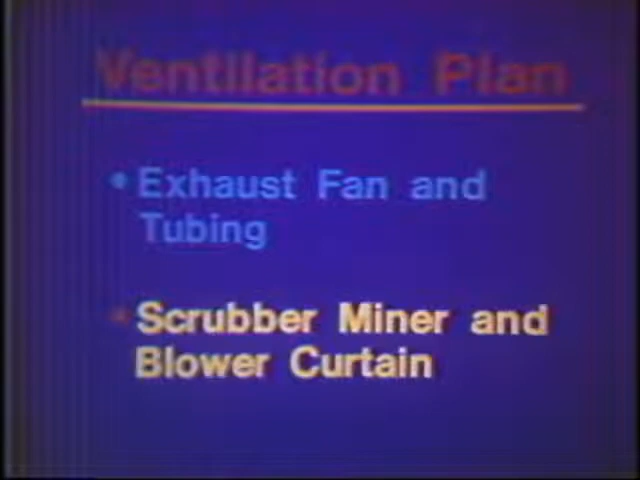 Ventilation Plan
• Exhaust Fan and
Tubing
• Scrubber Miner and
Blower Curtain